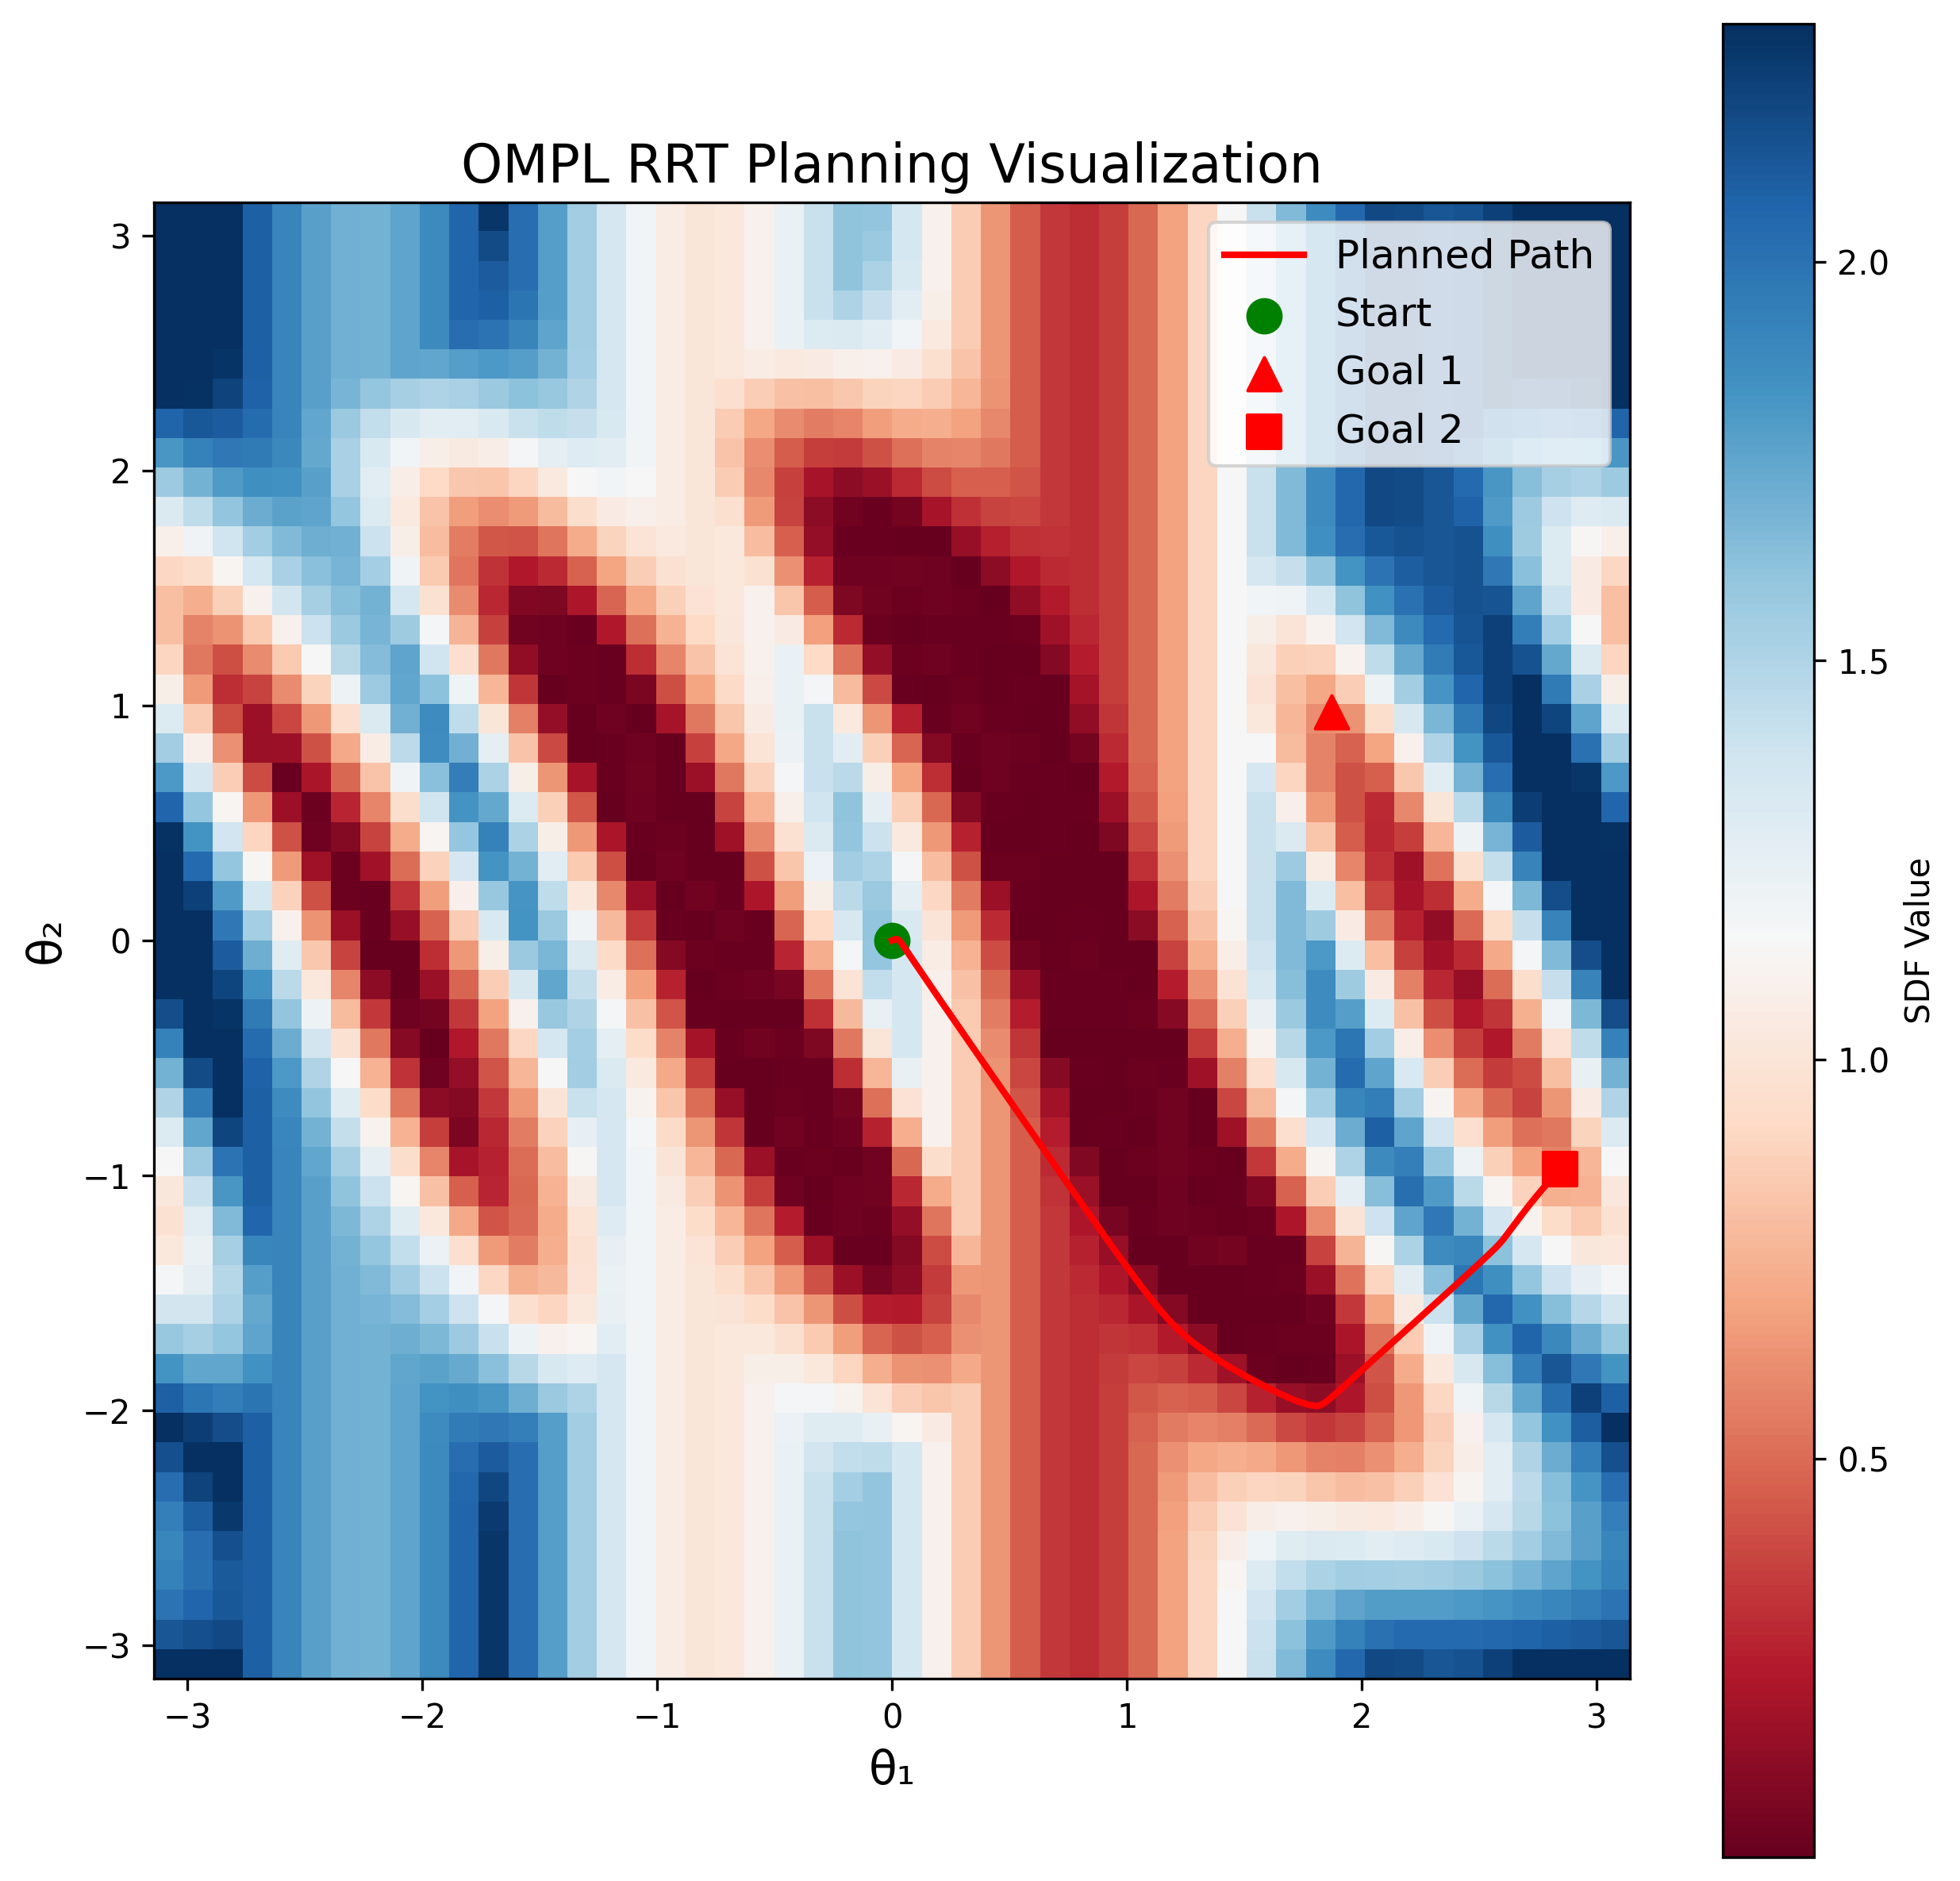 OMPL RRT Planning Visualization
Planned Path
Start
Goal 1
Goal 2
3
2
1
0
−1
−2
−3
θ₂
−3
−2
−1
0
1
2
3
θ₁
2.0
1.5
1.0
0.5
SDF Value